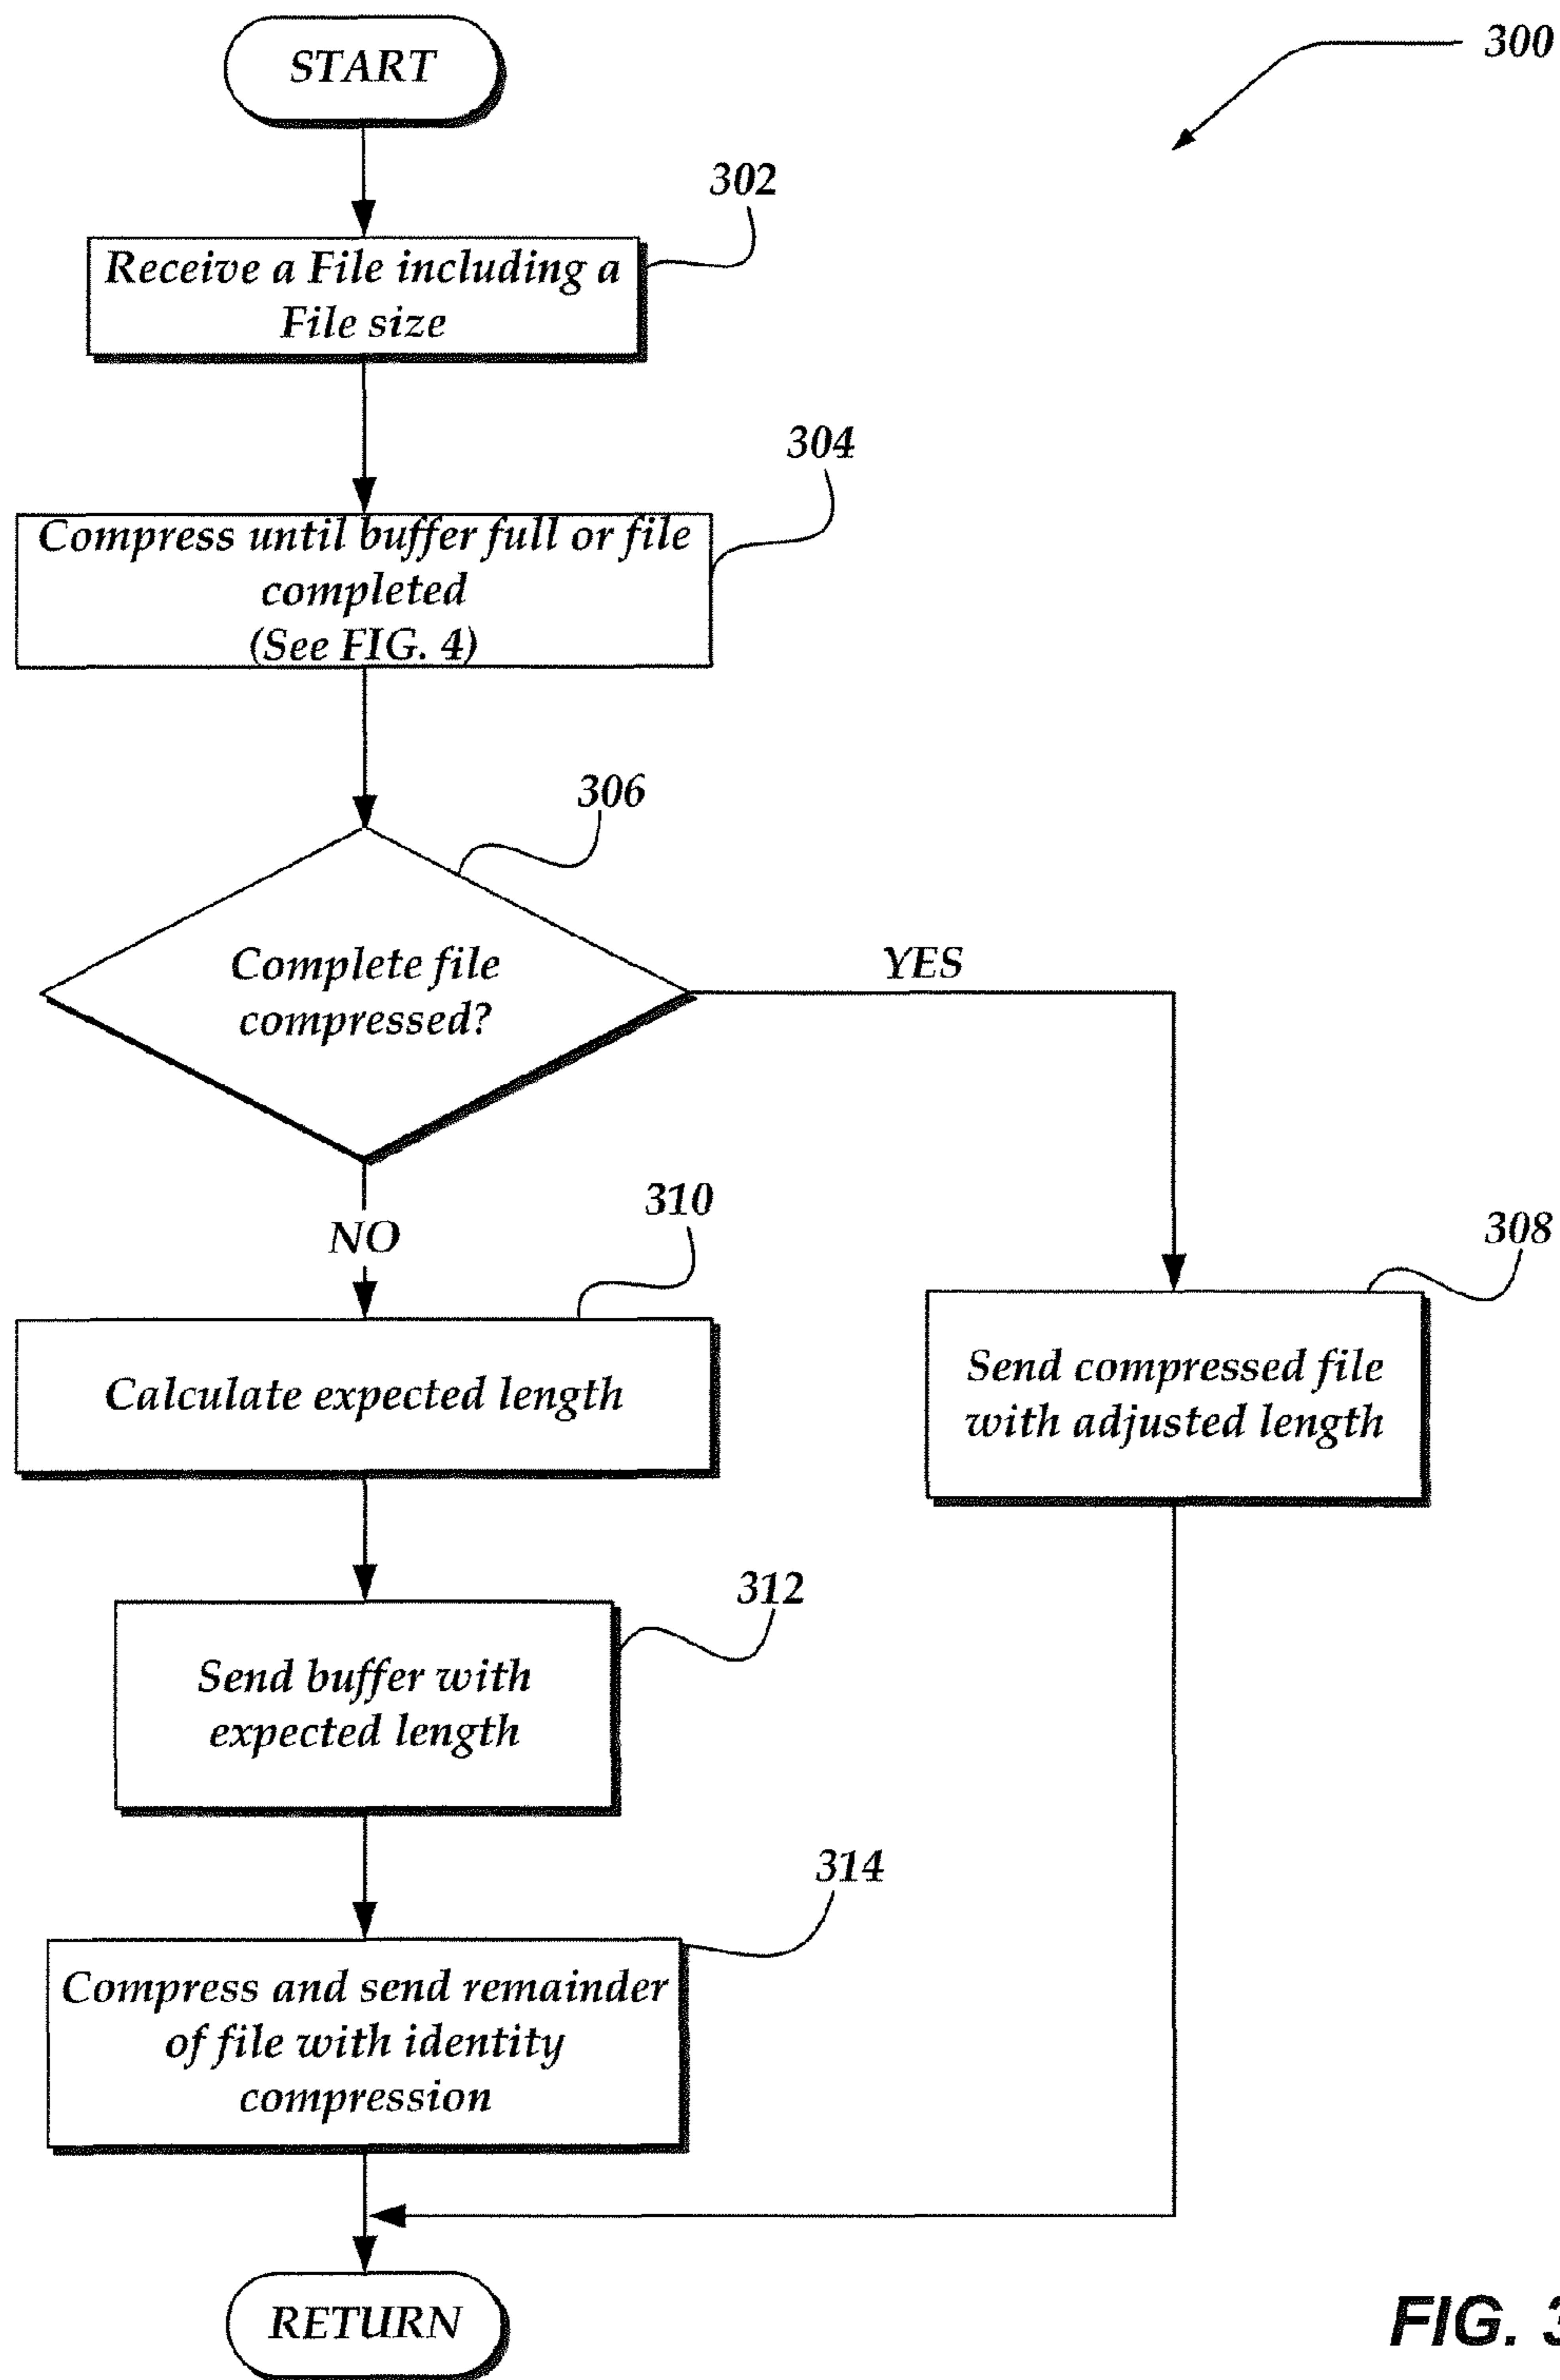 START
300
302
Receive a File including a
File size
304
Compress until buffer full or file
completed
(See FIG. 4)
306
Complete file
compressed?
YES
NO
310
308
Calculate expected length
Send compressed file
with adjusted length
312
Send buffer with
expected length
314
Compress and send remainder
of file with identity
compression
RETURN
FIG. 3